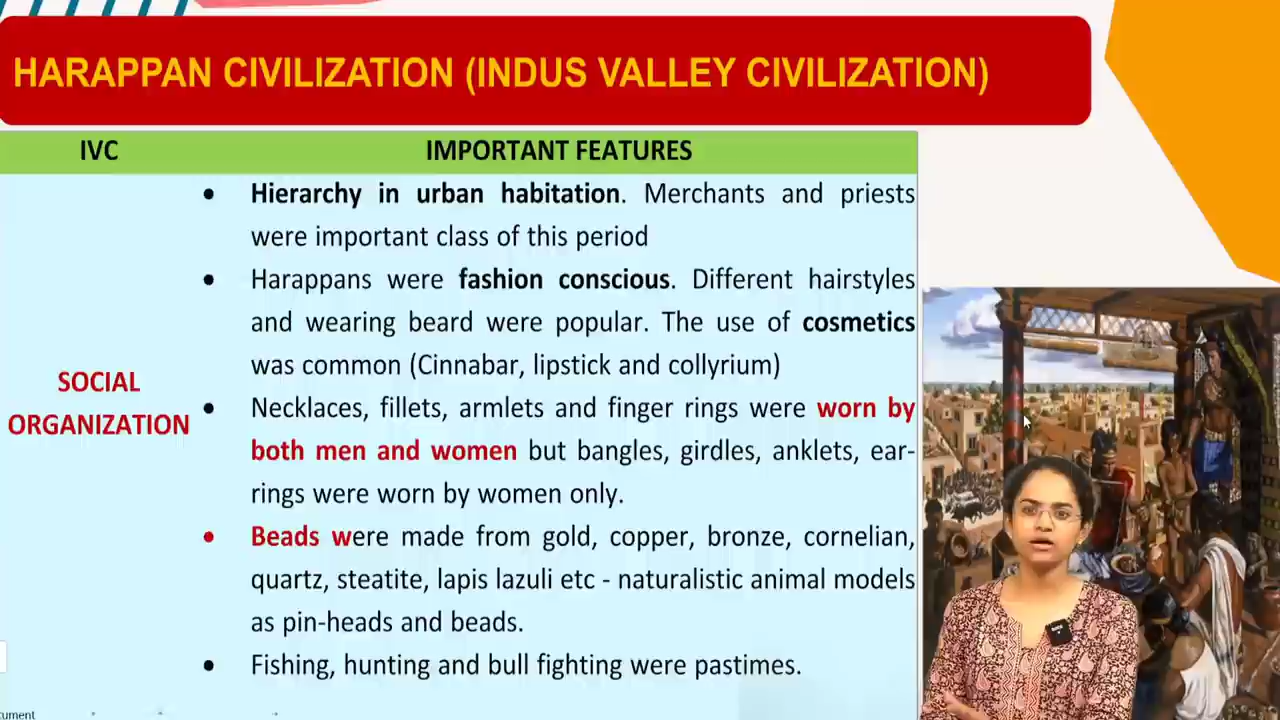 HARAPPAN CIVILIZATION (INDUS VALLEY CIVILIZATION)
IVC
IMPORTANT FEATURES
SOCIAL
ORGANIZATION
• Hierarchy in urban habitation. Merchants and priests
were important class of this period
• Harappans were fashion conscious. Different hairstyles
and wearing beard were popular. The use of cosmetics
was common (Cinnabar, lipstick and collyrium)
• Necklaces, fillets, armlets and finger rings were worn by
both men and women but bangles, girdles, anklets, ear-
rings were worn by women only.
• Beads were made from gold, copper, bronze, cornelian,
quartz, steatite, lapis lazuli etc - naturalistic animal models
as pin-heads and beads.
• Fishing, hunting and bull fighting were pastimes.